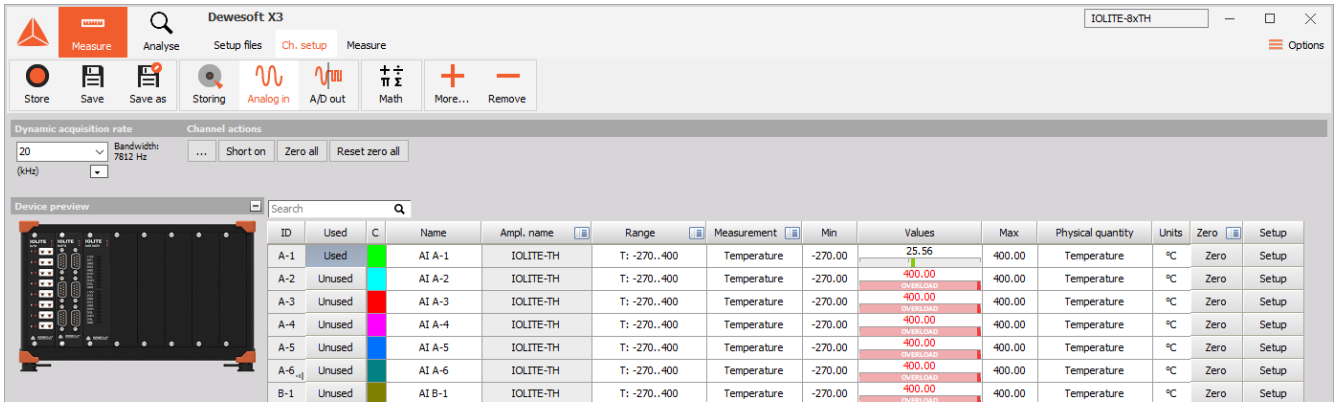 Dewesoft X3
IOLITE-8xTH
Measure
Analyse
Setup files
Ch. setup
Measure
Options
Store
Save
Save as
Storing
Analog in
A/D out
Math
More...
Remove
Dynamic acquisition rate
Channel actions
20
Bandwidth:
7812 Hz
(kHz)
...
Short on
Zero all
Reset zero all
Device preview
Search
ID Used C Name Ampl. name Range Measurement Min Values Max Physical quantity Units Zero Setup
A-1 Used AI A-1 IOLITE-TH T: -270..400 Temperature -270.00 25.56 400.00 Temperature °C Zero Setup
A-2 Unused AI A-2 IOLITE-TH T: -270..400 Temperature -270.00 400.00 OVERLOAD 400.00 Temperature °C Zero Setup
A-3 Unused AI A-3 IOLITE-TH T: -270..400 Temperature -270.00 400.00 OVERLOAD 400.00 Temperature °C Zero Setup
A-4 Unused AI A-4 IOLITE-TH T: -270..400 Temperature -270.00 400.00 OVERLOAD 400.00 Temperature °C Zero Setup
A-5 Unused AI A-5 IOLITE-TH T: -270..400 Temperature -270.00 400.00 OVERLOAD 400.00 Temperature °C Zero Setup
A-6 Unused AI A-6 IOLITE-TH T: -270..400 Temperature -270.00 400.00 OVERLOAD 400.00 Temperature °C Zero Setup
B-1 Unused AI B-1 IOLITE-TH T: -270..400 Temperature -270.00 400.00 OVERLOAD 400.00 Temperature °C Zero Setup
IOLITE IOLITE IOLITE